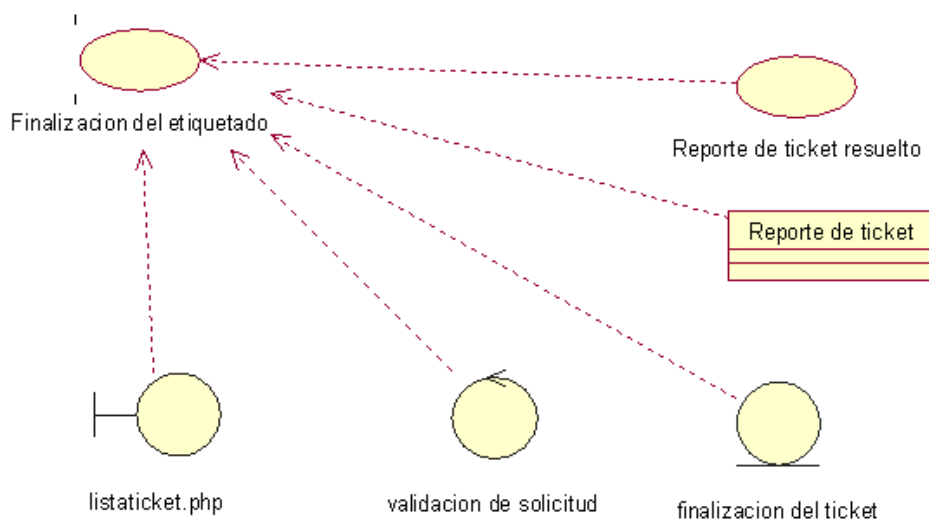 Finalizacion del etiquetado
Reporte de ticket resuelto
Reporte de ticket
listaticket.php
validacion de solicitud
finalizacion del ticket